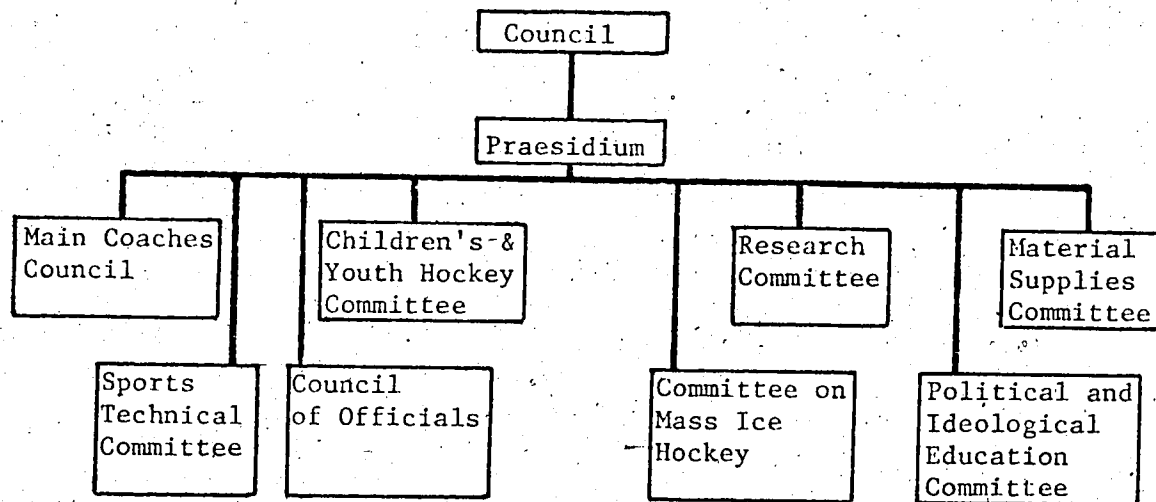 Council
Praesidium
Main Coaches
Council
Children's &
Youth Hockey
Committee
Research
Committee
Material
Supplies
Committee
Sports
Technical
Committee
Council
of Officials
Committee on
Mass Ice
Hockey
Political and
Ideological
Education
Committee